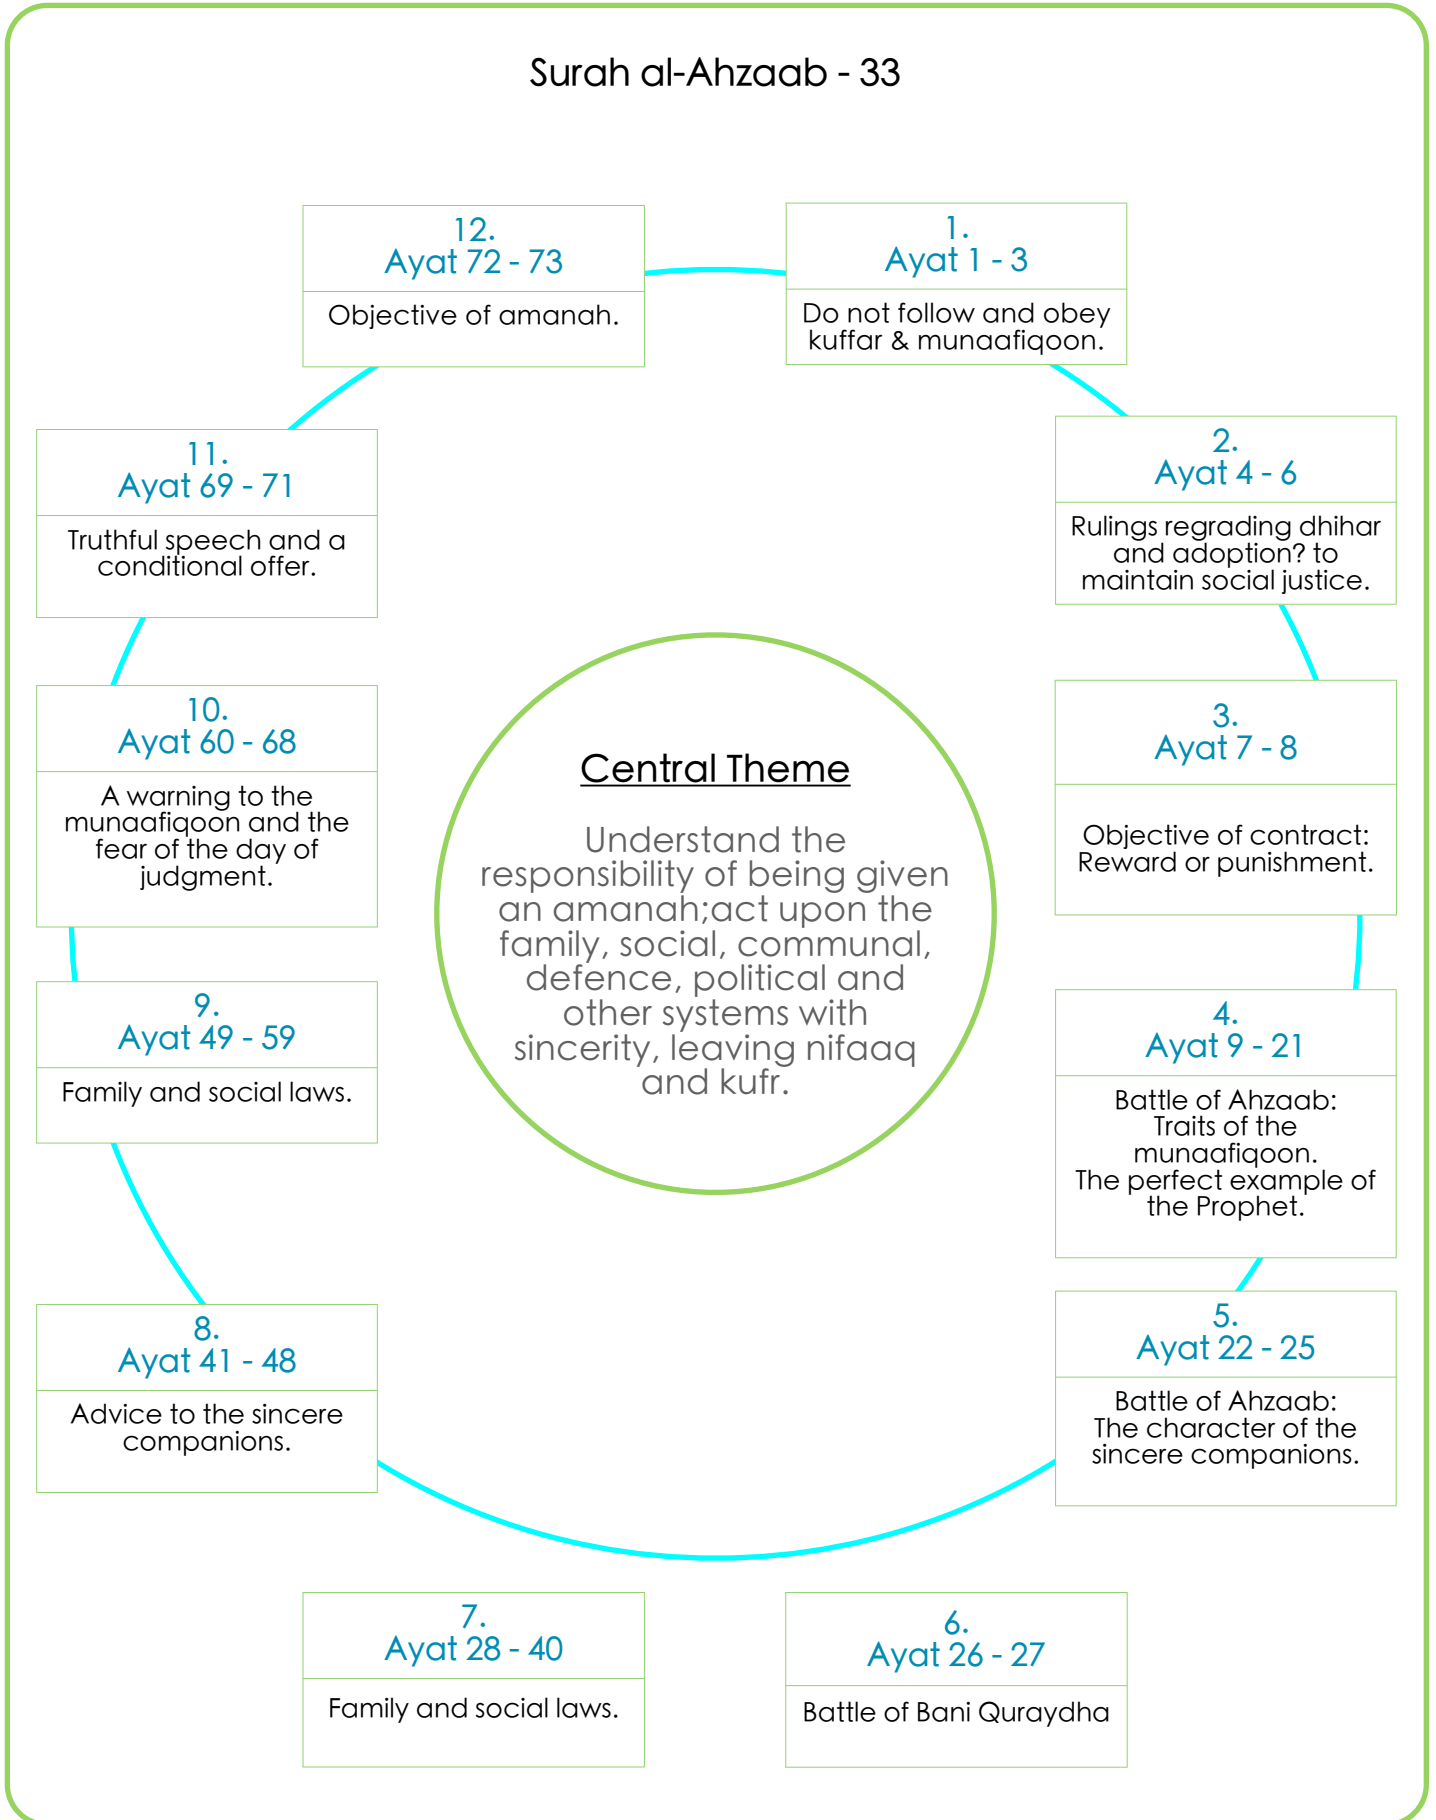 Surah al-Ahzaab - 33
12.
Ayat 72 - 73
Objective of amanah.
1.
Ayat 1 - 3
Do not follow and obey
kuffar & munaafiqoon.
2.
Ayat 4 - 6
Rulings regrading dhihar
and adoption? to
maintain social justice.
3.
Ayat 7 - 8
Objective of contract:
Reward or punishment.
4.
Ayat 9 - 21
Battle of Ahzaab:
Traits of the
munaafiqoon.
The perfect example of
the Prophet.
5.
Ayat 22 - 25
Battle of Ahzaab:
The character of the
sincere companions.
6.
Ayat 26 - 27
Battle of Bani Quraydha
7.
Ayat 28 - 40
Family and social laws.
8.
Ayat 41 - 48
Advice to the sincere
companions.
9.
Ayat 49 - 59
Family and social laws.
10.
Ayat 60 - 68
A warning to the
munaafiqoon and the
fear of the day of
judgment.
11.
Ayat 69 - 71
Truthful speech and a
conditional offer.
Central Theme
Understand the
responsibility of being given
an amanah;act upon the
family, social, communal,
defence, political and
other systems with
sincerity, leaving nifaaq
and kufr.